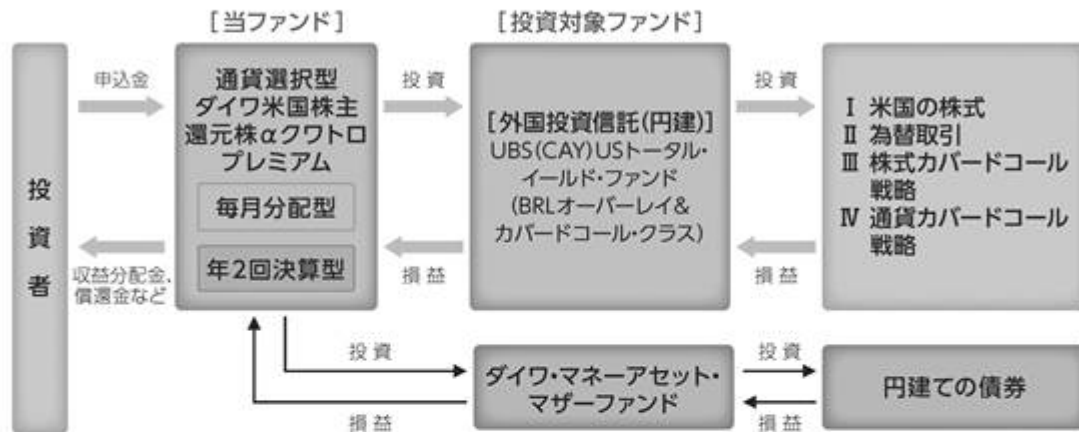 [当ファンド]
[投資対象ファンド]
投資者
申込金
収益分配金、
償還金など
通貨選択型
ダイワ米国株主
還元株αクワトロ
プレミアム
毎月分配型
年2回決算型
投資
損益
[外国投資信託(円建)]
UBS(CAY)USトータル・
イールド・ファンド
(BRLオーバーレイ&
カバードコール・クラス)
投資
損益
Ⅰ 米国の株式
Ⅱ 為替取引
Ⅲ 株式カバードコール
戦略
Ⅳ 通貨カバードコール
戦略
投資
損益
ダイワ・マネーアセット・
マザーファンド
投資
損益
円建ての債券